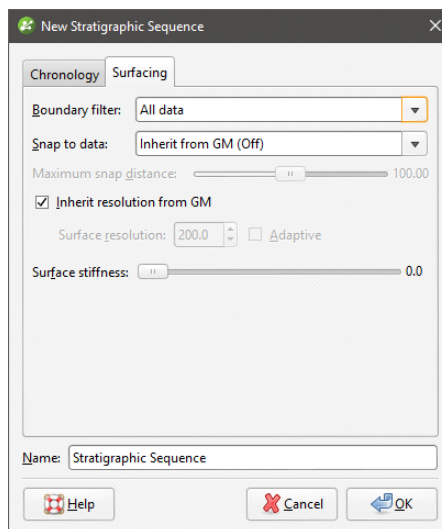 New Stratigraphic Sequence
Chronology Surfacing
Boundary filter: All data
Snap to data: Inherit from GM (Off)
Maximum snap distance: 100.00
Inherit resolution from GM
Surface resolution: 200.0 Adaptive
Surface stiffness: 0.0
Name: Stratigraphic Sequence
Help Cancel OK